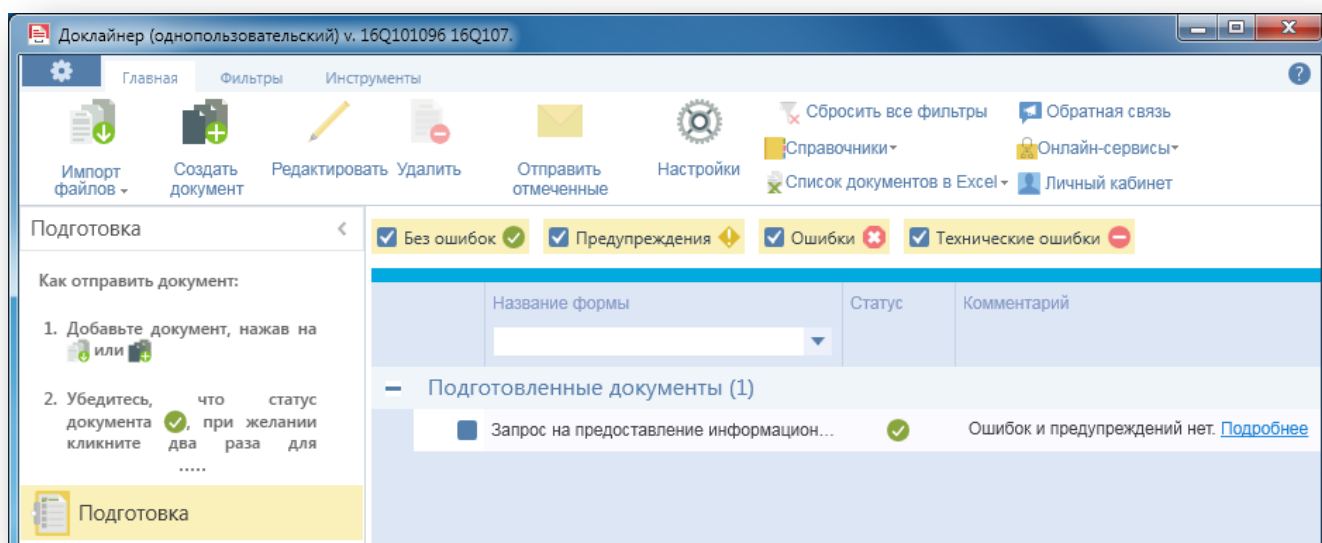 Доклайнер (однопользовательский) v. 16Q101096 16Q107.
Главная Фильтры Инструменты
Импорт файлов
Создать документ
Редактировать
Удалить
Отправить отмеченные
Настройки
Сбросить все фильтры
Справочники
Список документов в Excel
Обратная связь
Онлайн-сервисы
Личный кабинет
Подготовка
Без ошибок Предупреждения Ошибки Технические ошибки
Как отправить документ:
1. Добавьте документ, нажав на
или
2. Убедитесь, что статус
документа , при желании
кликните два раза для
.....
Подготовка
Название формы Статус Комментарий
Подготовленные документы (1)
Запрос на предоставление информацион... Ошибок и предупреждений нет. Подробнее